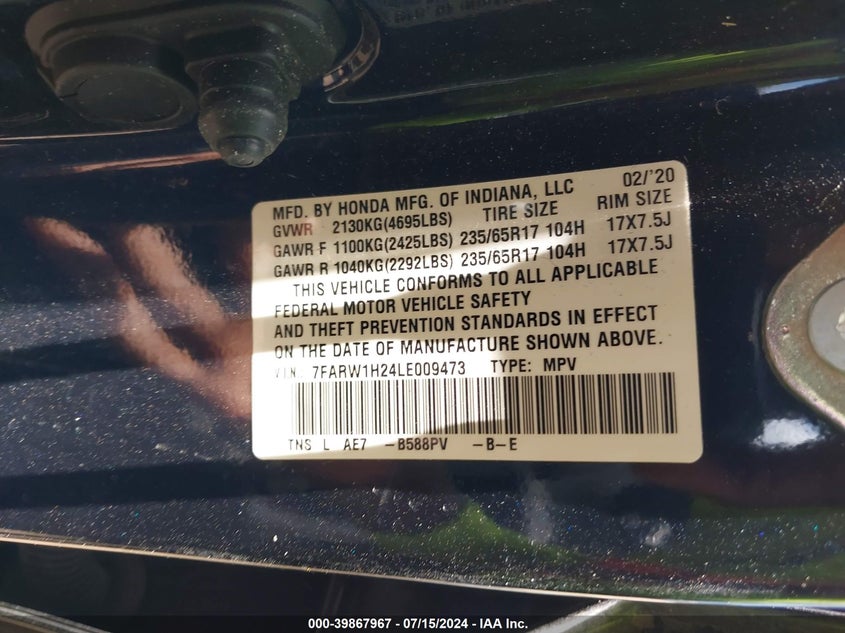 MFD. BY HONDA MFG. OF INDIANA, LLC 02/'20
GVWR 2130KG(4695LBS) TIRE SIZE RIM SIZE
GAWR F 1100KG(2425LBS) 235/65R17 104H 17X7.5J
GAWR R 1040KG(2292LBS) 235/65R17 104H 17X7.5J
THIS VEHICLE CONFORMS TO ALL APPLICABLE
FEDERAL MOTOR VEHICLE SAFETY
AND THEFT PREVENTION STANDARDS IN EFFECT
ON THE DATE OF MANUFACTURE SHOWN ABOVE.
VIN: 7FARW1H24LE009473 TYPE: MPV
TNS L AE7 -B588PV -B-E
000-39867967 - 07/15/2024 - IAA Inc.